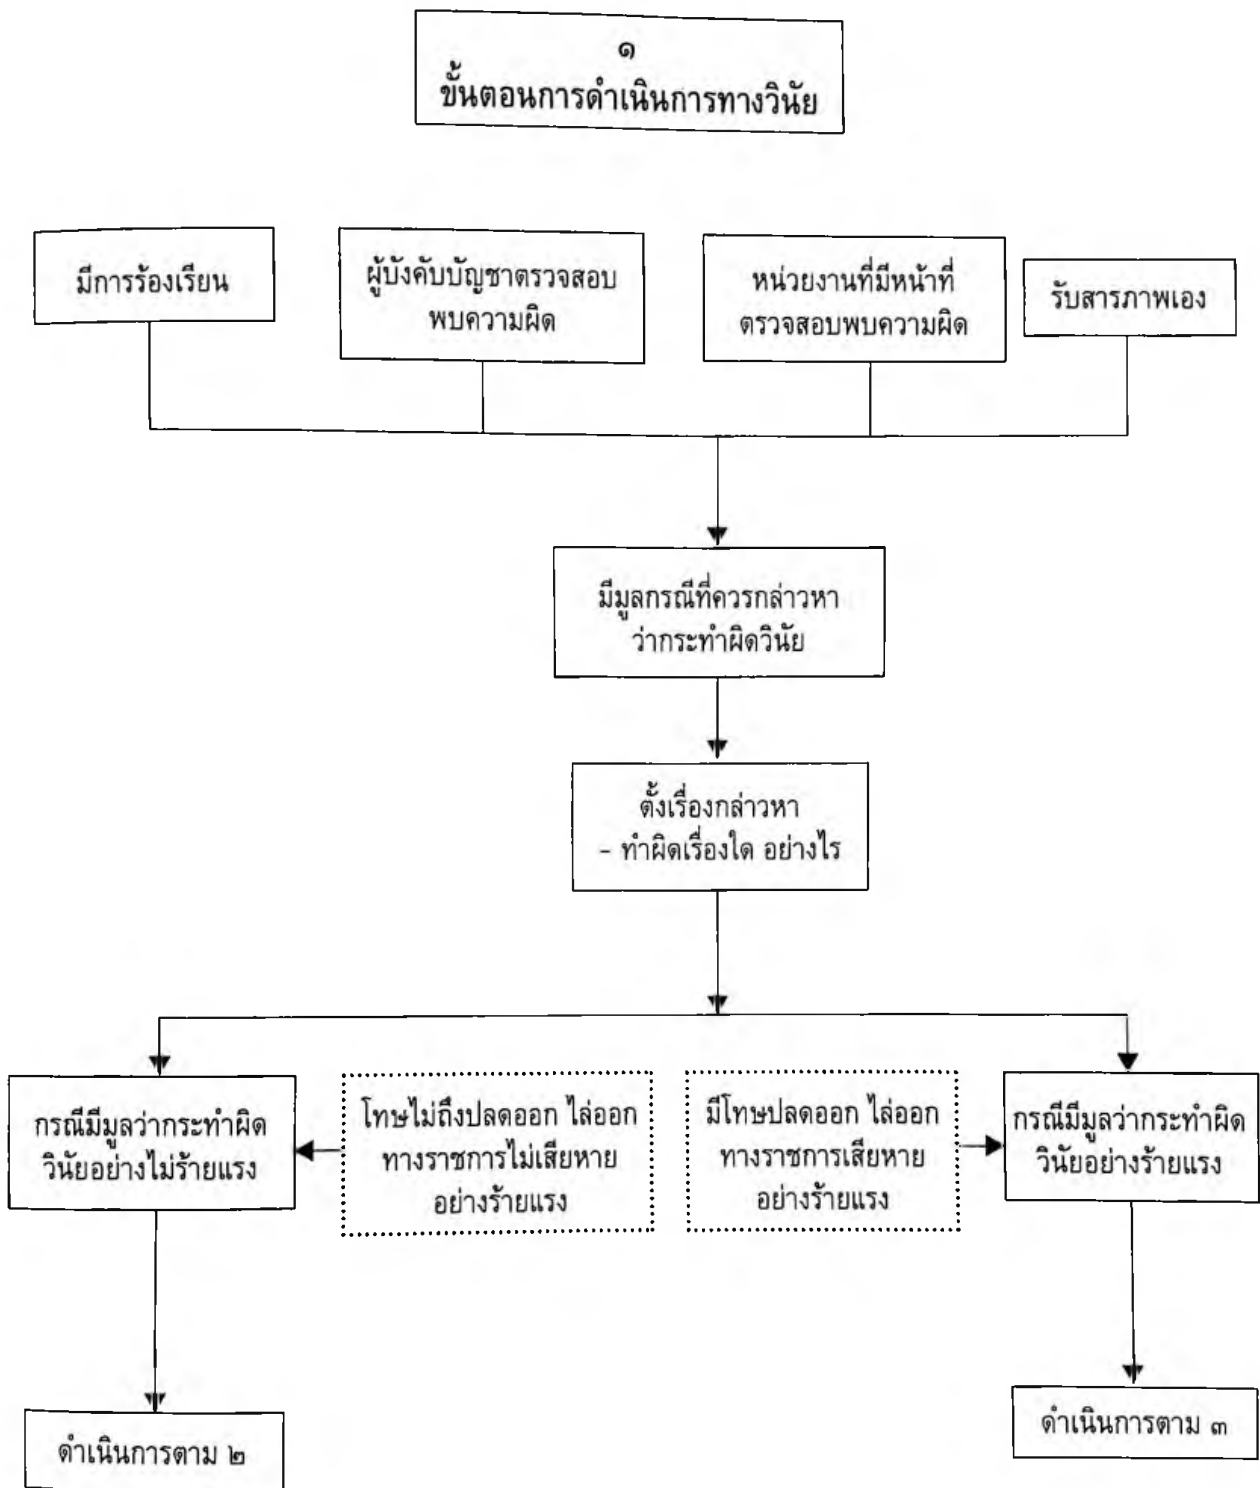 ๑
ขั้นตอนการดำเนินการทางวินัย
มีการร้องเรียน
ผู้บังคับบัญชาตรวจสอบ
พบความผิด
หน่วยงานที่มีหน้าที่
ตรวจสอบพบความผิด
รับสารภาพเอง
มีมูลกรณีที่ควรกล่าวหา
ว่ากระทำผิดวินัย
ตั้งเรื่องกล่าวหา
- ทำผิดเรื่องใด อย่างไร
กรณีมีมูลว่ากระทำผิด
วินัยอย่างไม่ร้ายแรง
โทษไม่ถึงปลดออก ไล่ออก
ทางราชการไม่เสียหาย
อย่างร้ายแรง
มีโทษปลดออก ไล่ออก
ทางราชการเสียหาย
อย่างร้ายแรง
กรณีมีมูลว่ากระทำผิด
วินัยอย่างร้ายแรง
ดำเนินการตาม ๒
ดำเนินการตาม ๓